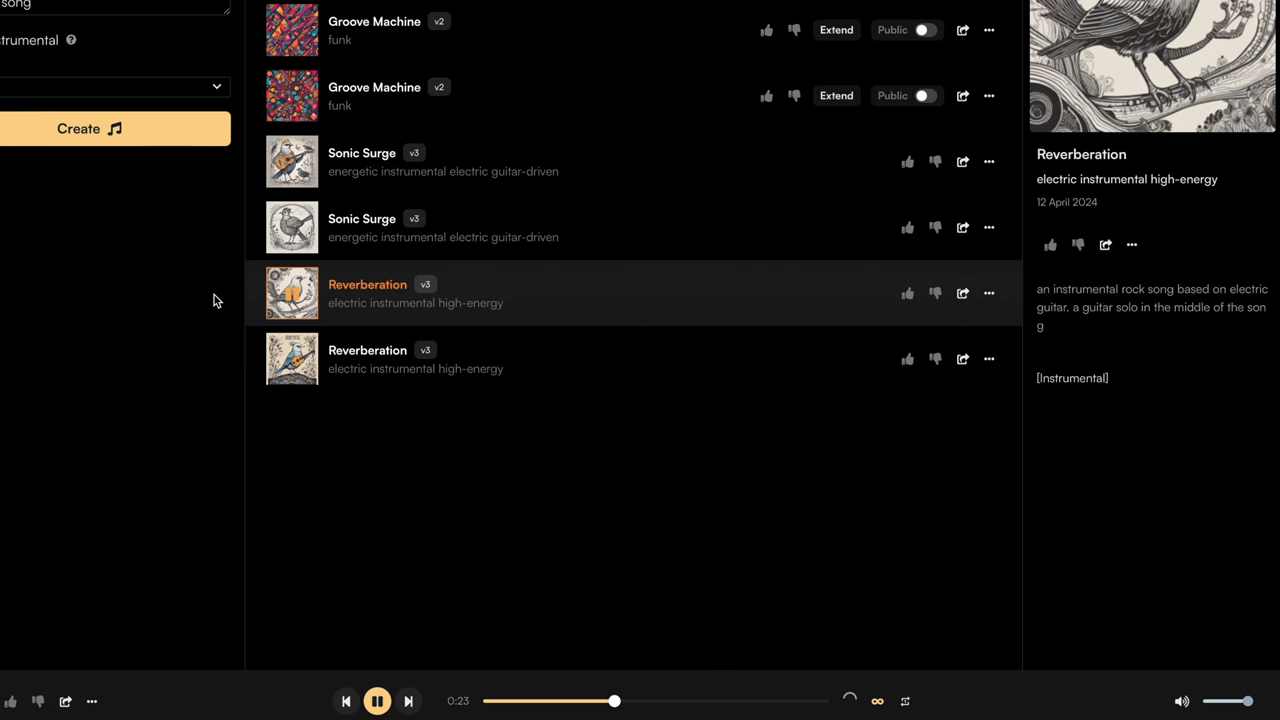 song
strumental
Create
Groove Machine v2
funk
Extend
Public
Groove Machine v2
funk
Extend
Public
Sonic Surge v3
energetic instrumental electric guitar-driven
Sonic Surge v3
energetic instrumental electric guitar-driven
Reverberation v3
electric instrumental high-energy
Reverberation v3
electric instrumental high-energy
Reverberation
electric instrumental high-energy
12 April 2024
an instrumental rock song based on electric
guitar. a guitar solo in the middle of the son
g
[Instrumental]
0:23